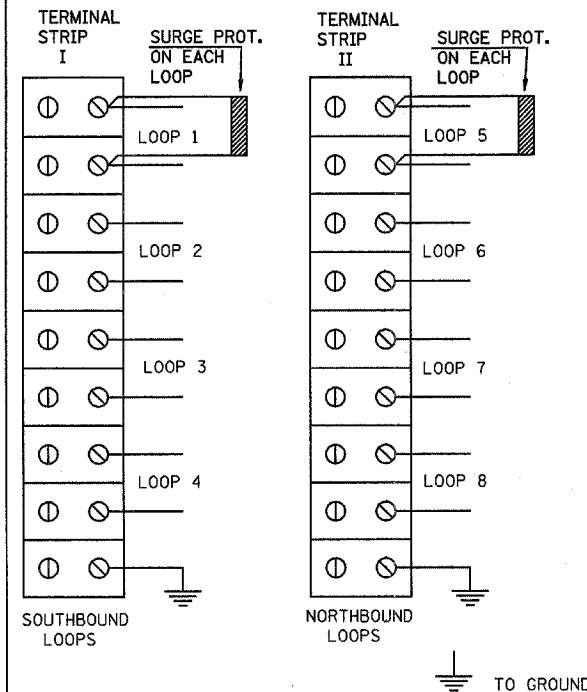 TERMINAL
STRIP
I
SURGE PROT.
ON EACH
LOOP
LOOP 1
LOOP 2
LOOP 3
LOOP 4
SOUTHBOUND
LOOPS
TERMINAL
STRIP
II
SURGE PROT.
ON EACH
LOOP
LOOP 5
LOOP 6
LOOP 7
LOOP 8
NORTHBOUND
LOOPS
TO GROUND